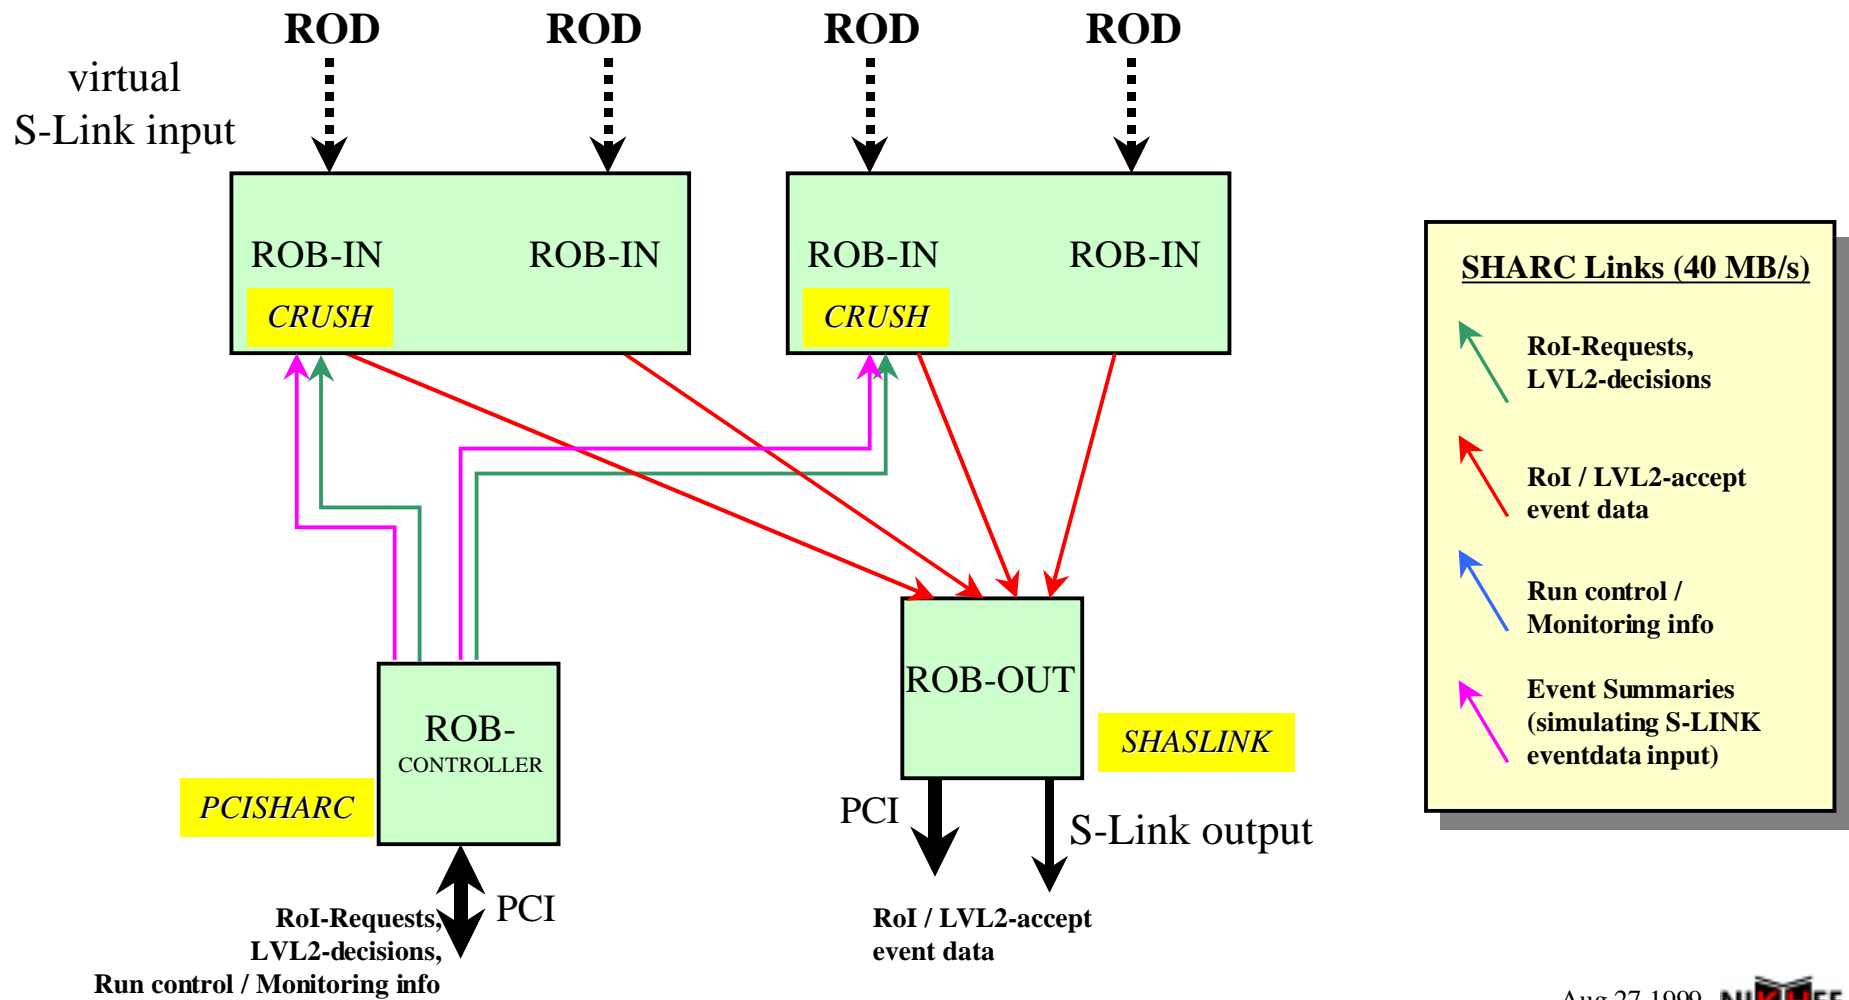 ROD ROD ROD ROD
virtual
S-Link input
ROB-IN ROB-IN ROB-IN ROB-IN
CRUSH CRUSH
SHARC Links (40 MB/s)
RoI-Requests,
LVL2-decisions
RoI / LVL2-accept
event data
Run control /
Monitoring info
Event Summaries
(simulating S-LINK
eventdata input)
ROB-OUT
SHASLINK
ROB-
CONTROLLER
PCISHARC
PCI
S-Link output
PCI
RoI-Requests,
LVL2-decisions,
Run control / Monitoring info
RoI / LVL2-accept
event data
Aug 27 1999